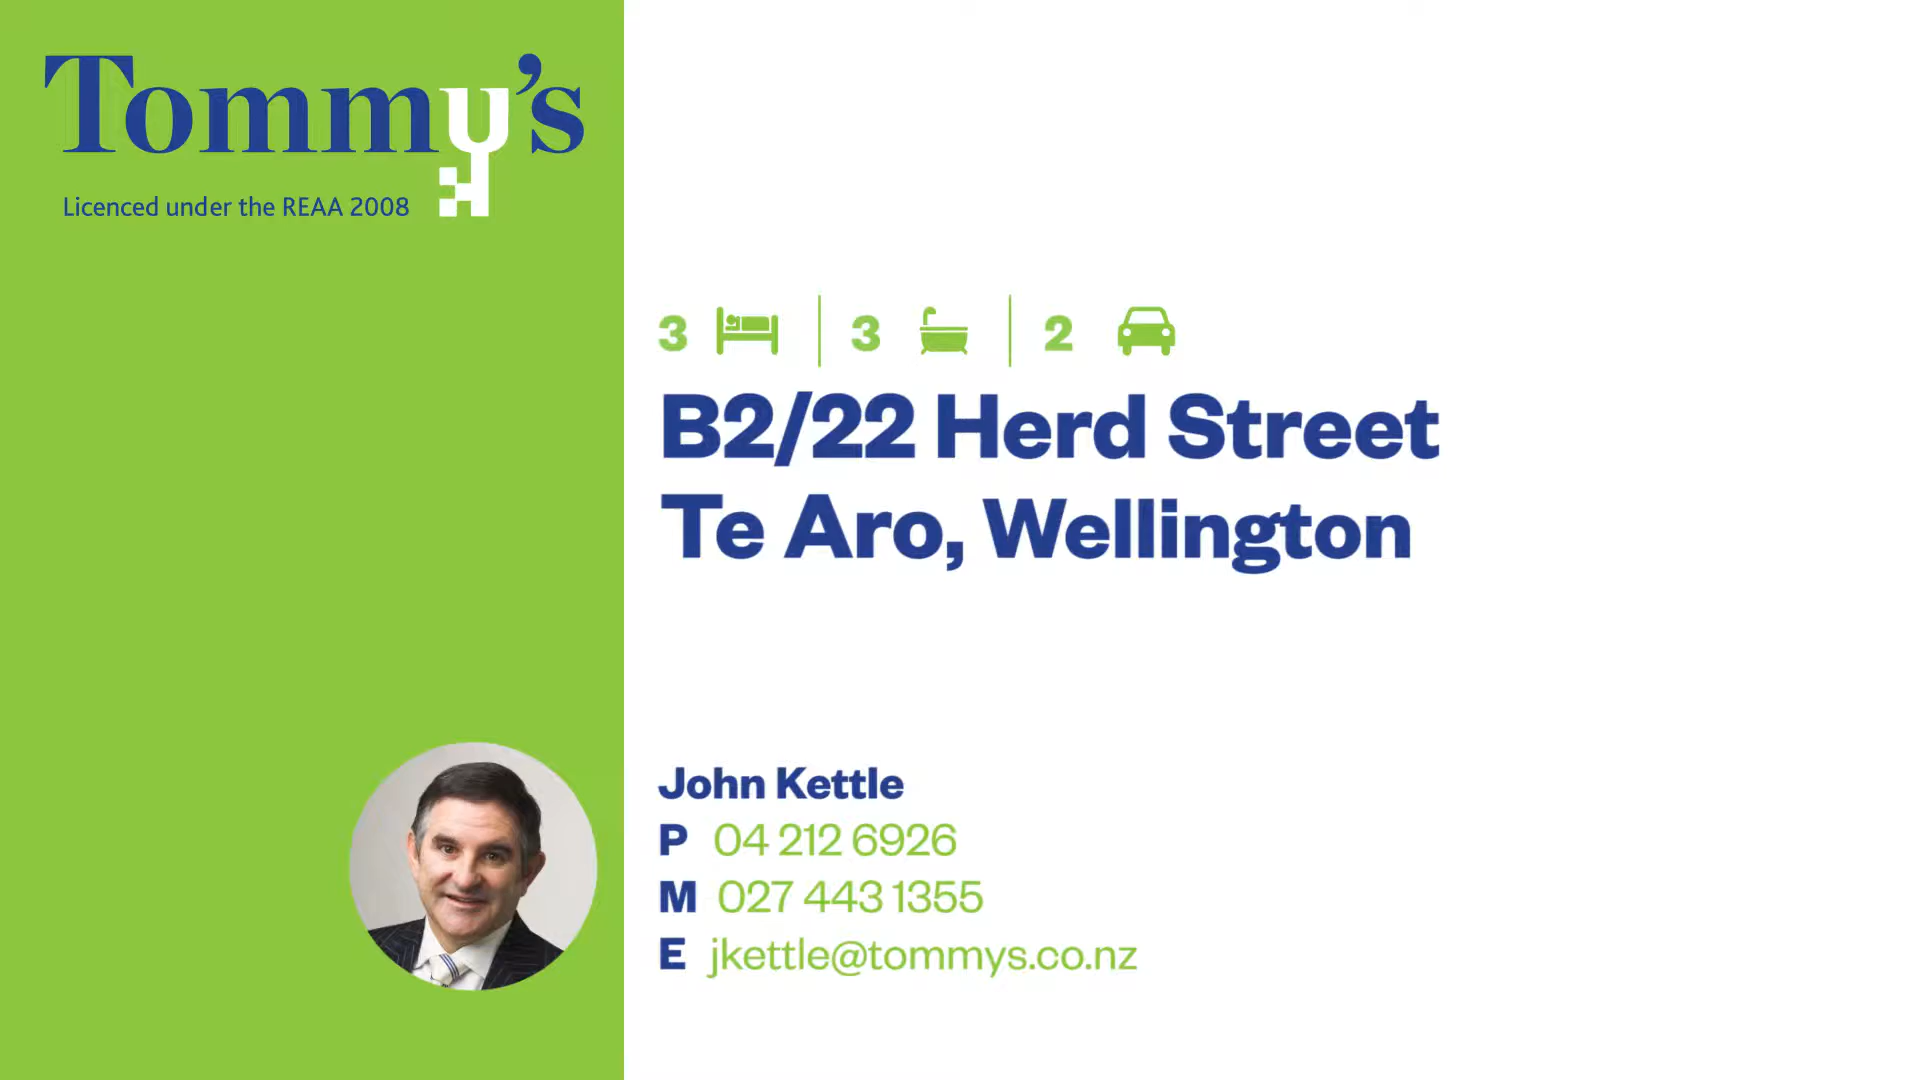 Tommy's
Licenced under the REAA 2008
3 3 2
B2/22 Herd Street
Te Aro, Wellington
John Kettle
P 04 212 6926
M 027 443 1355
E jkettle@tommys.co.nz